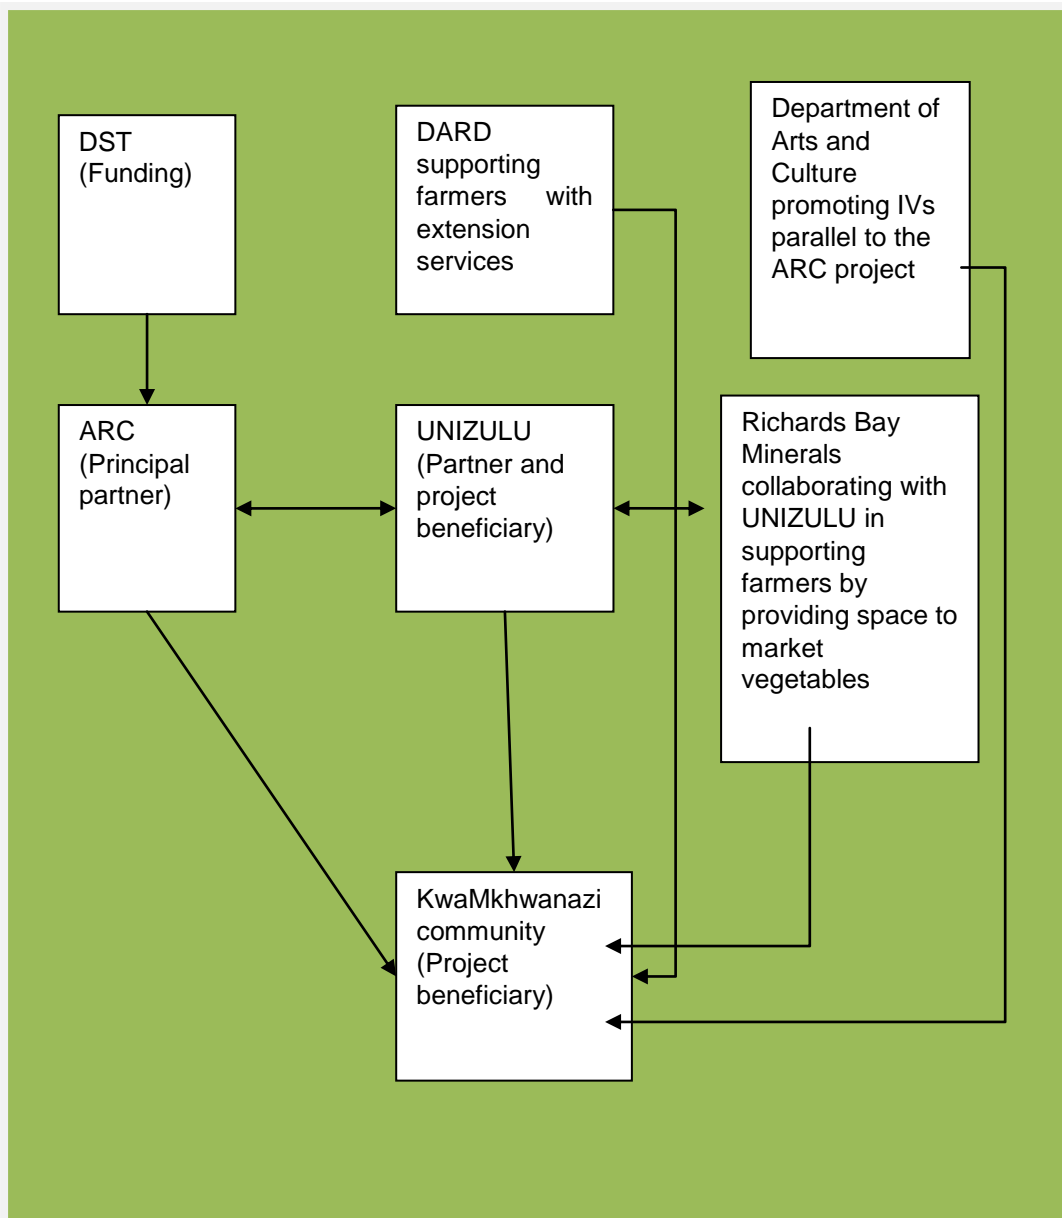 DST
(Funding)
DARD
supporting
farmers with
extension
services
Department of
Arts and
Culture
promoting IVs
parallel to the
ARC project
ARC
(Principal
partner)
UNIZULU
(Partner and
project
beneficiary)
Richards Bay
Minerals
collaborating with
UNIZULU in
supporting
farmers by
providing space to
market
vegetables
KwaMkhwanazi
community
(Project
beneficiary)